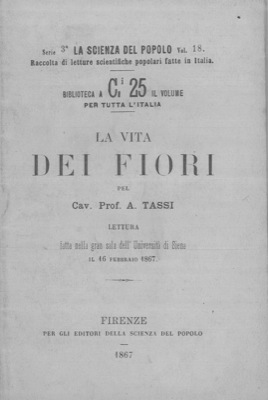 Serie 3ª LA SCIENZA DEL POPOLO Vol. 18.
Raccolta di letture scientifiche popolari fatte in Italia.
BIBLIOTECA A C.i 25 IL VOLUME
PER TUTTA L'ITALIA
LA VITA
DEI FIORI
PEL
Cav. Prof. A. TASSI
LETTURA
fatta nella gran aula dell' Università di Siena
IL 16 FEBBRAIO 1867
FIRENZE
PER GLI EDITORI DELLA SCIENZA DEL POPOLO
1867